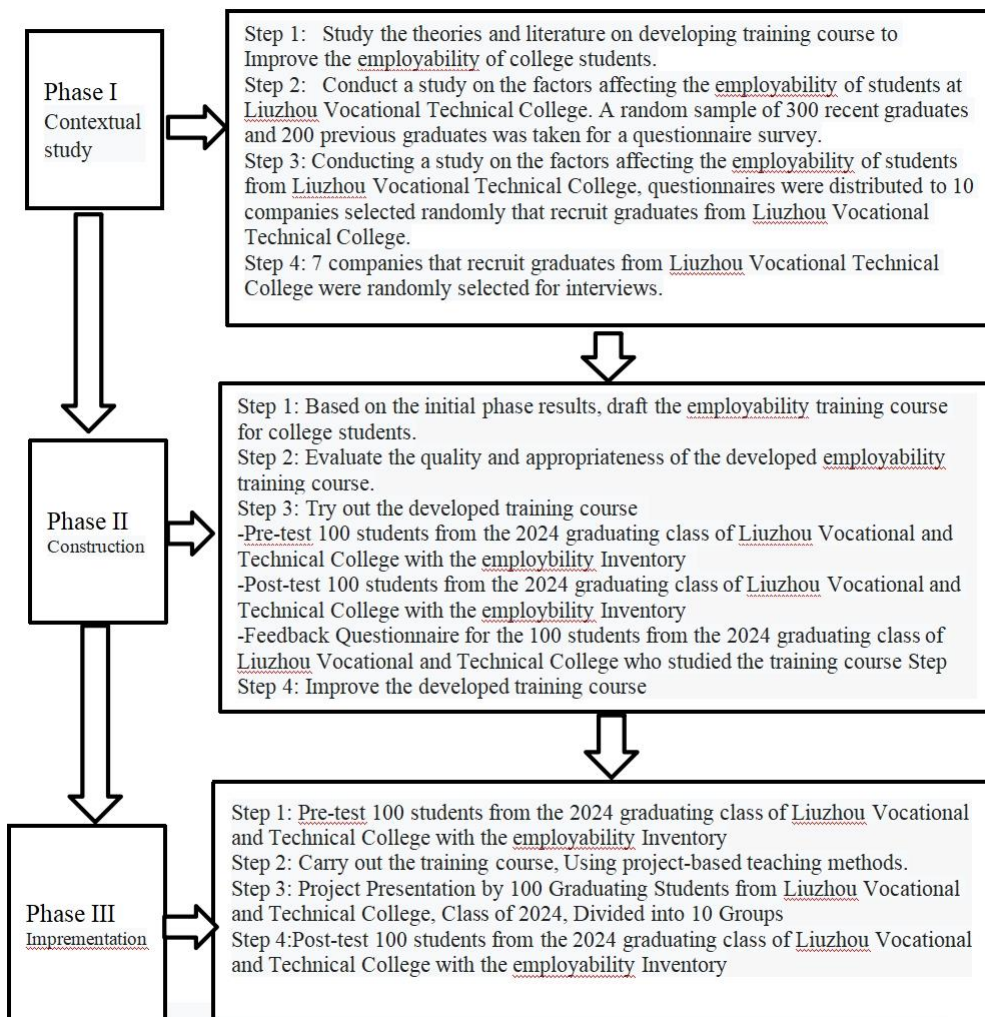 Phase I
Contextual
study
Step 1: Study the theories and literature on developing training course to
Improve the employability of college students.
Step 2: Conduct a study on the factors affecting the employability of students at
Liuzhou Vocational Technical College. A random sample of 300 recent graduates
and 200 previous graduates was taken for a questionnaire survey.
Step 3: Conducting a study on the factors affecting the employability of students
from Liuzhou Vocational Technical College, questionnaires were distributed to 10
companies selected randomly that recruit graduates from Liuzhou Vocational
Technical College.
Step 4: 7 companies that recruit graduates from Liuzhou Vocational Technical
College were randomly selected for interviews.
Phase II
Construction
Step 1: Based on the initial phase results, draft the employability training course
for college students.
Step 2: Evaluate the quality and appropriateness of the developed employability
training course.
Step 3: Try out the developed training course
-Pre-test 100 students from the 2024 graduating class of Liuzhou Vocational and
Technical College with the employbility Inventory
-Post-test 100 students from the 2024 graduating class of Liuzhou Vocational and
Technical College with the employbility Inventory
-Feedback Questionnaire for the 100 students from the 2024 graduating class of
Liuzhou Vocational and Technical College who studied the training course Step
Step 4: Improve the developed training course
Phase III
Imprementation
Step 1: Pre-test 100 students from the 2024 graduating class of Liuzhou Vocational
and Technical College with the employability Inventory
Step 2: Carry out the training course, Using project-based teaching methods.
Step 3: Project Presentation by 100 Graduating Students from Liuzhou Vocational
and Technical College, Class of 2024, Divided into 10 Groups
Step 4:Post-test 100 students from the 2024 graduating class of Liuzhou Vocational
and Technical College with the employability Inventory